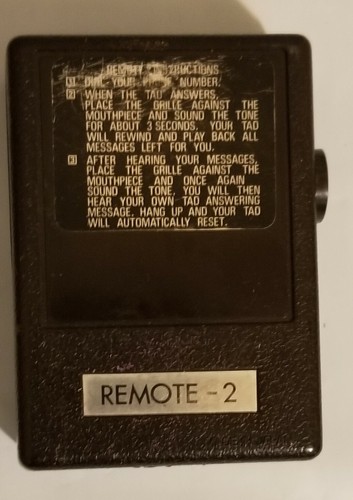 REMOTE INSTRUCTIONS
1 DIAL YOUR PHONE NUMBER.
2 WHEN THE TAD ANSWERS,
PLACE THE GRILLE AGAINST THE
MOUTHPIECE AND SOUND THE TONE
FOR ABOUT 3 SECONDS. YOUR TAD
WILL REWIND AND PLAY BACK ALL
MESSAGES LEFT FOR YOU.
3 AFTER HEARING YOUR MESSAGES,
PLACE THE GRILLE AGAINST THE
MOUTHPIECE AND ONCE AGAIN
SOUND THE TONE. YOU WILL THEN
HEAR YOUR OWN TAD ANSWERING
MESSAGE. HANG UP AND YOUR TAD
WILL AUTOMATICALLY RESET.
REMOTE - 2